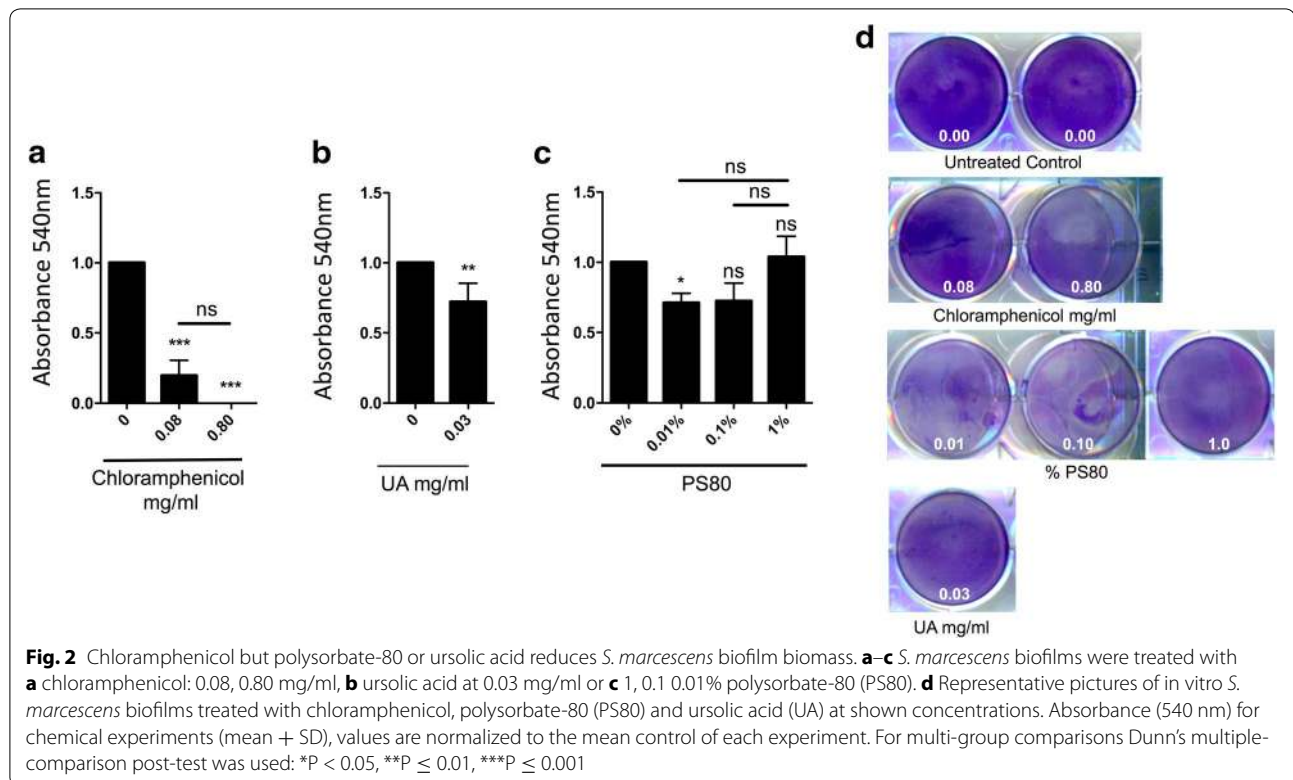 a
Absorbance 540nm
1.5
1.0
0.5
0.0
***
ns
***
0
0.08
0.80
Chloramphenicol
mg/ml
b
Absorbance 540nm
1.5
1.0
0.5
0.0
**
0
0.03
UA mg/ml
c
Absorbance 540nm
1.5
1.0
0.5
0.0
ns
ns
ns
*
ns
0%
0.01%
0.1%
1%
PS80
d
0.00
0.00
Untreated Control
0.08
0.80
Chloramphenicol mg/ml
0.01
0.10
1.0
% PS80
0.03
UA mg/ml
Fig. 2 Chloramphenicol but polysorbate-80 or ursolic acid reduces S. marcescens biofilm biomass. a–c S. marcescens biofilms were treated with
a chloramphenicol: 0.08, 0.80 mg/ml, b ursolic acid at 0.03 mg/ml or c 1, 0.1 0.01% polysorbate-80 (PS80). d Representative pictures of in vitro S.
marcescens biofilms treated with chloramphenicol, polysorbate-80 (PS80) and ursolic acid (UA) at shown concentrations. Absorbance (540 nm) for
chemical experiments (mean + SD), values are normalized to the mean control of each experiment. For multi-group comparisons Dunn's multiple-
comparison post-test was used: *P < 0.05, **P ≤ 0.01, ***P ≤ 0.001